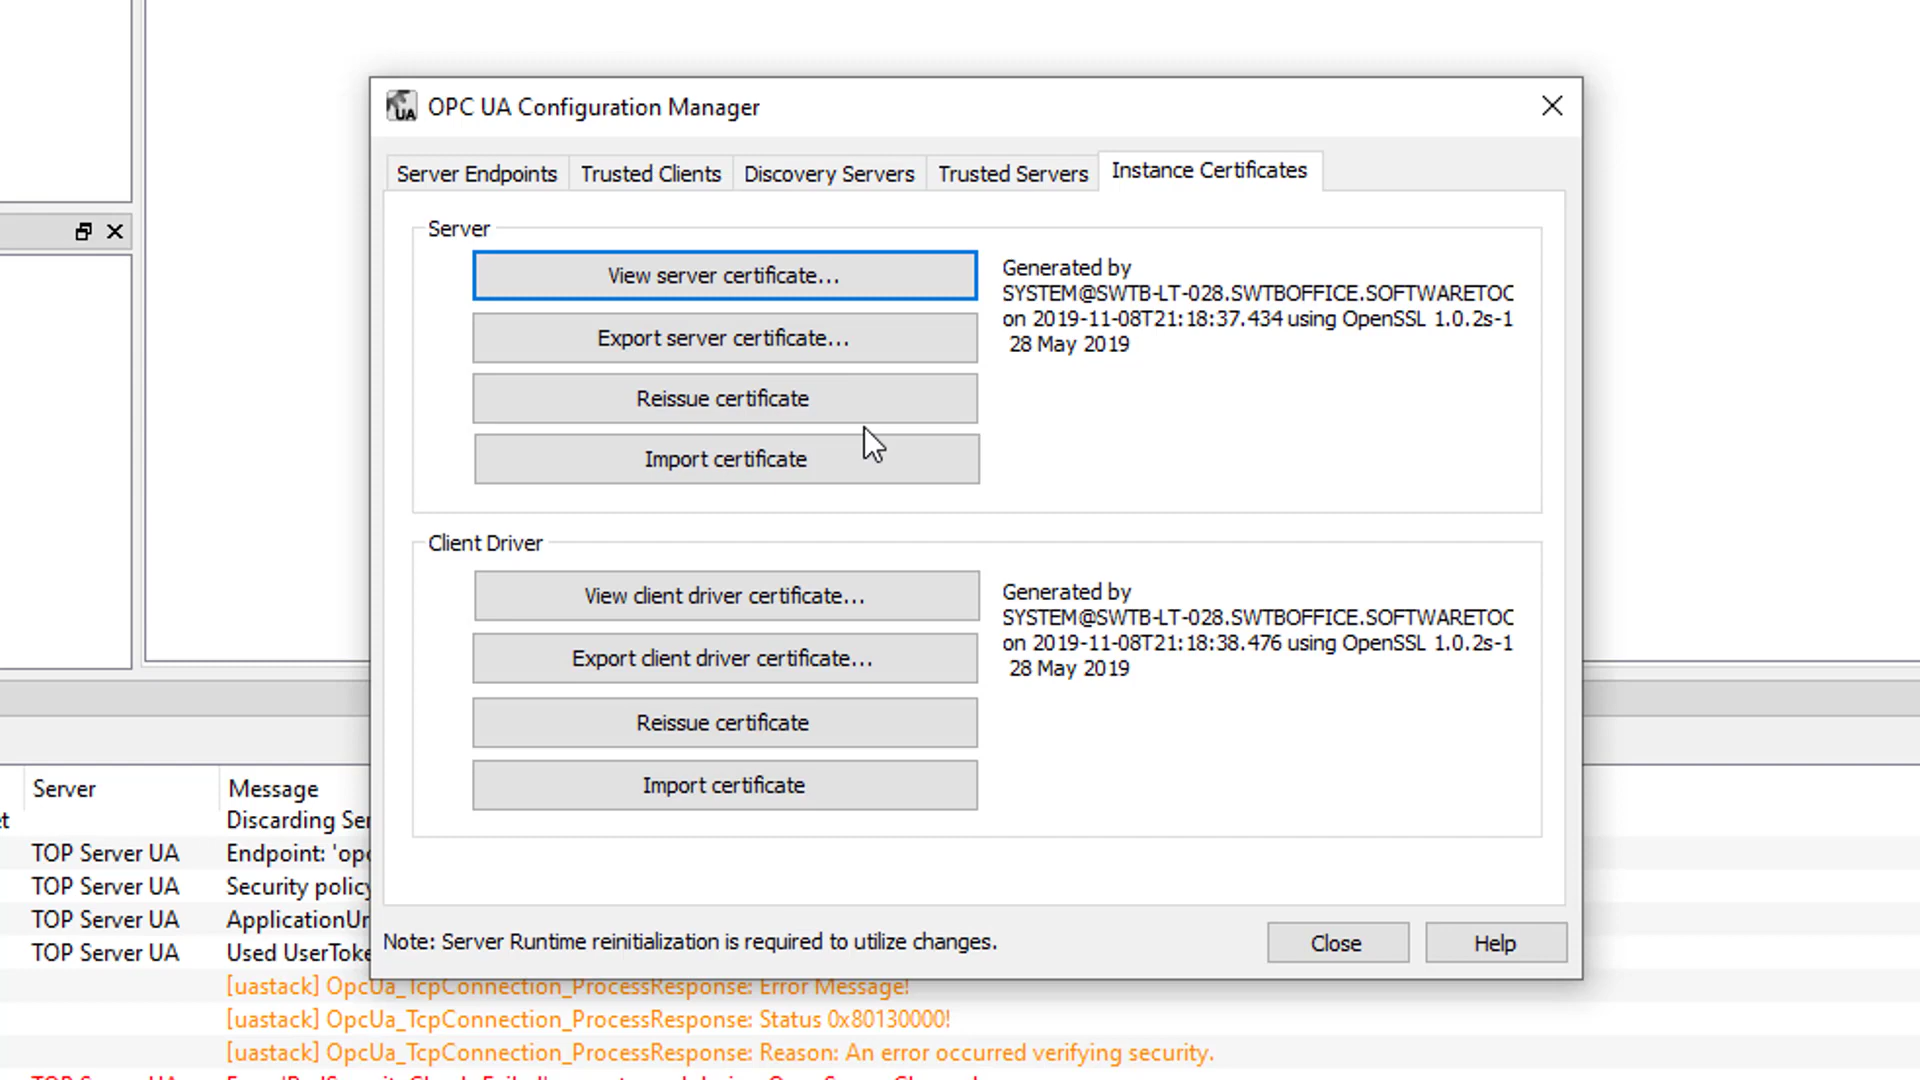 OPC UA Configuration Manager
Server Endpoints
Trusted Clients
Discovery Servers
Trusted Servers
Instance Certificates
Server
View server certificate...
Export server certificate...
Reissue certificate
Import certificate
Generated by
SYSTEM@SWTB-LT-028.SWTBOFFICE.SOFTWARETOC
on 2019-11-08T21:18:37.434 using OpenSSL 1.0.2s-1
28 May 2019
Client Driver
View client driver certificate...
Export client driver certificate...
Reissue certificate
Import certificate
Generated by
SYSTEM@SWTB-LT-028.SWTBOFFICE.SOFTWARETOC
on 2019-11-08T21:18:38.476 using OpenSSL 1.0.2s-1
28 May 2019
Note: Server Runtime reinitialization is required to utilize changes.
Close
Help
Server Message
Discarding Ser
TOP Server UA Endpoint: 'opc
TOP Server UA Security policy
TOP Server UA ApplicationUr
TOP Server UA Used UserToke
[uastack] OpcUa_TcpConnection_ProcessResponse: Error Message!
[uastack] OpcUa_TcpConnection_ProcessResponse: Status 0x80130000!
[uastack] OpcUa_TcpConnection_ProcessResponse: Reason: An error occurred verifying security.